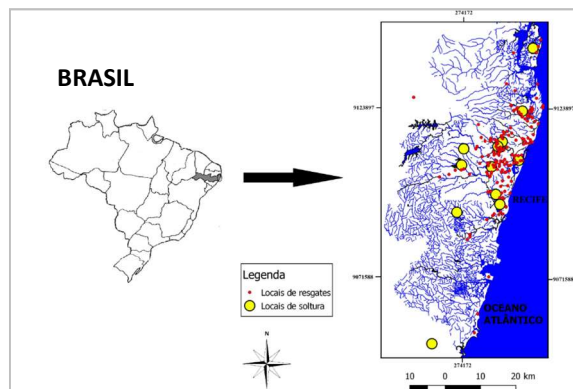 274172
BRASIL
9123897
9123897
RECIFE
Legenda
Locais de resgates
Locais de soltura
9071588
9071588
OCEANO
ATLÂNTICO
N
274172
10 0 10 20 km